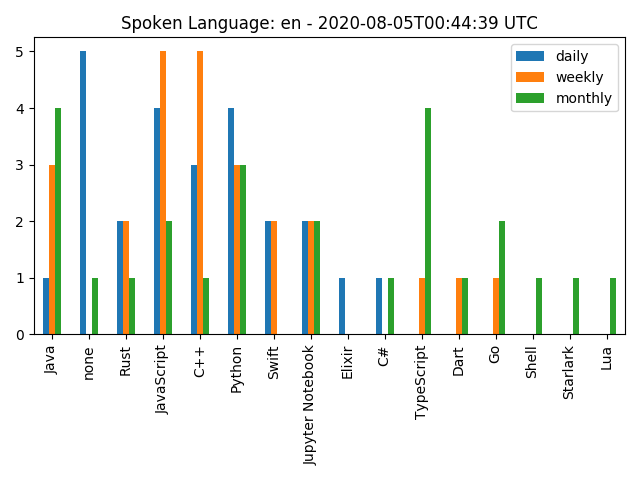 Spoken Language: en - 2020-08-05T00:44:39 UTC
daily
weekly
monthly
5
4
3
2
1
0
Java
none
Rust
JavaScript
C++
Python
Swift
Jupyter Notebook
Elixir
C#
TypeScript
Dart
Go
Shell
Starlark
Lua